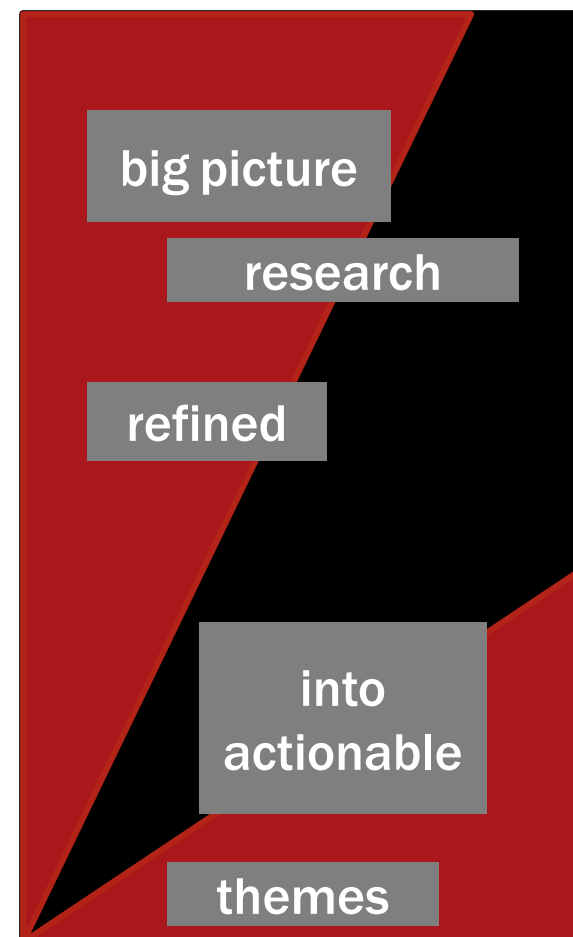 big picture
research
refined
into
actionable
themes